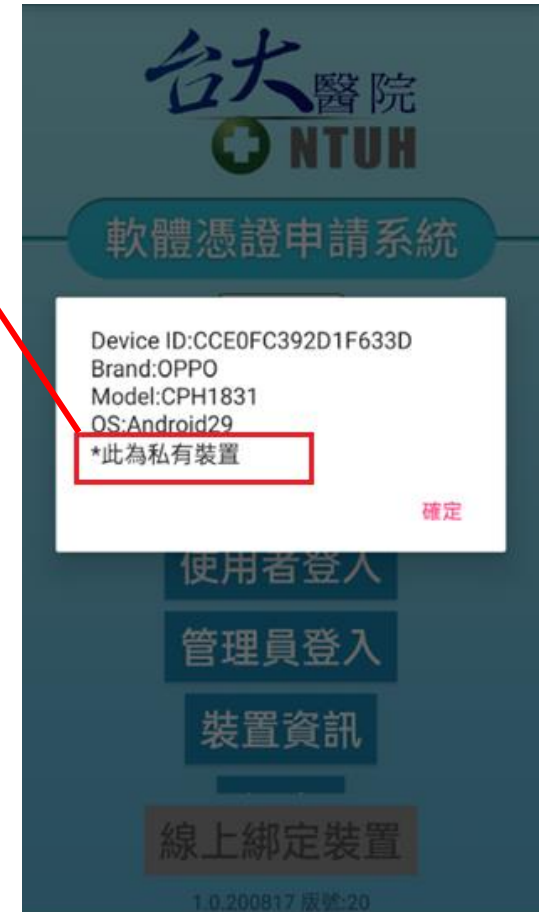 台大醫院
NTUH
軟體憑證申請系統
Device ID:CCE0FC392D1F633D
Brand:OPPO
Model:CPH1831
OS:Android29
*此為私有裝置
確定
使用者登入
管理員登入
裝置資訊
線上綁定裝置
1.0.200817 版號:20